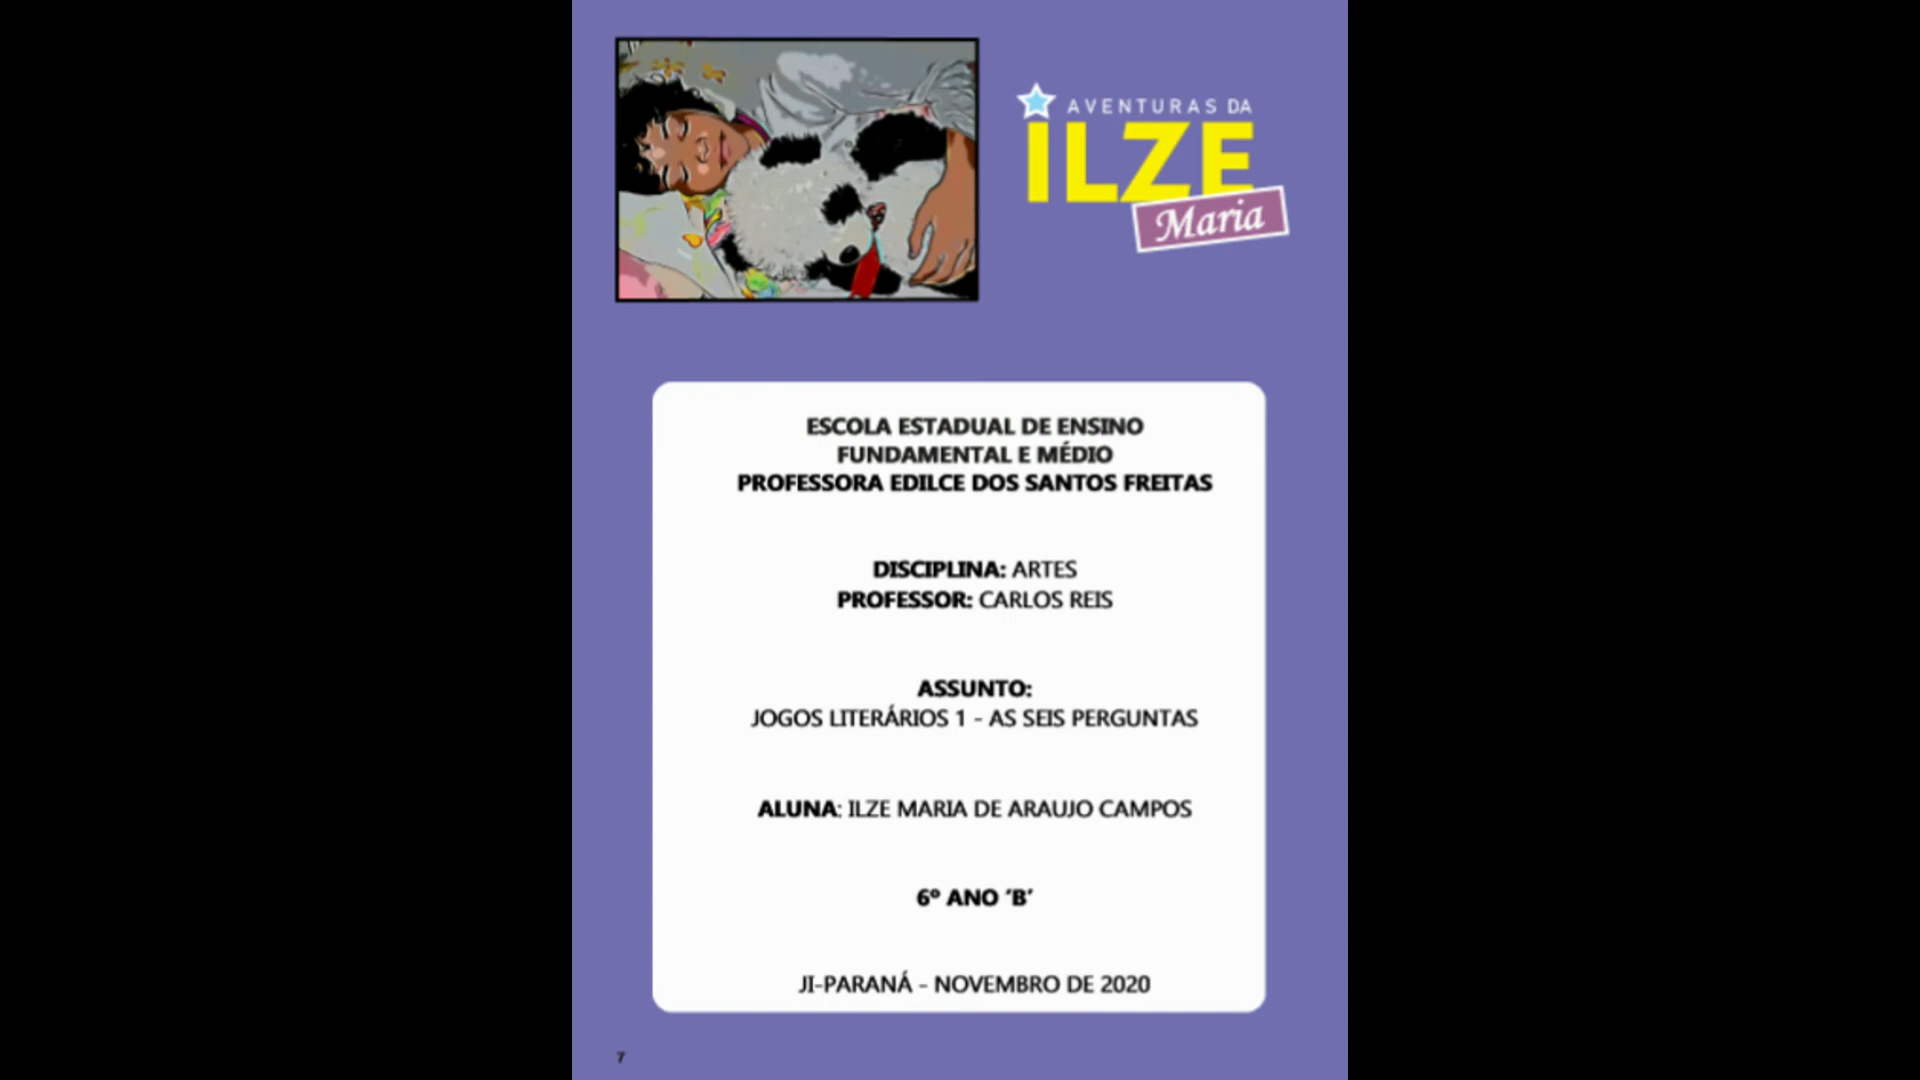 AVENTURAS DA
ILZE
Maria
ESCOLA ESTADUAL DE ENSINO
FUNDAMENTAL E MÉDIO
PROFESSORA EDILCE DOS SANTOS FREITAS
DISCIPLINA: ARTES
PROFESSOR: CARLOS REIS
ASSUNTO:
JOGOS LITERÁRIOS 1 - AS SEIS PERGUNTAS
ALUNA: ILZE MARIA DE ARAUJO CAMPOS
6º ANO ‘B’
JI-PARANÁ - NOVEMBRO DE 2020
7